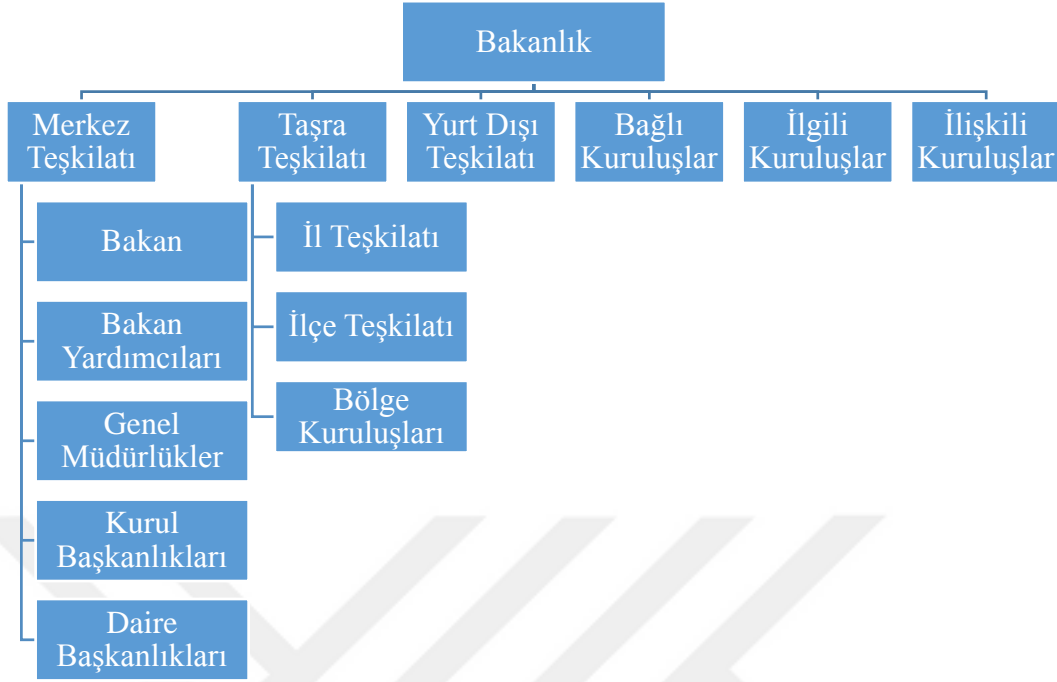 Bakanlık
Merkez
Teşkilatı
Taşra
Teşkilatı
Yurt Dışı
Teşkilatı
Bağlı
Kuruluşlar
İlgili
Kuruluşlar
İlişkili
Kuruluşlar
Bakan
Bakan
Yardımcıları
Genel
Müdürlükler
Kurul
Başkanlıkları
Daire
Başkanlıkları
İl Teşkilatı
İlçe Teşkilatı
Bölge
Kuruluşları